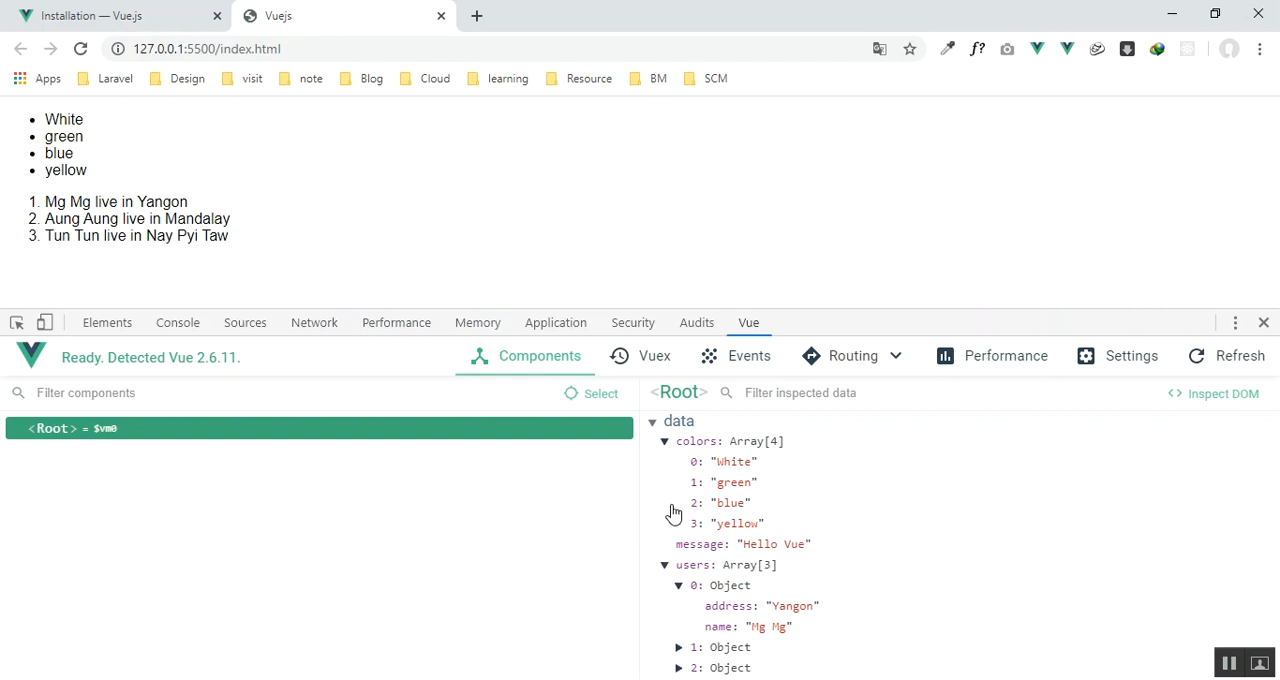 Installation — Vue.js
Vuejs
127.0.0.1:5500/index.html
f?
Apps Laravel Design visit note Blog Cloud learning Resource BM SCM
• White
• green
• blue
• yellow
1. Mg Mg live in Yangon
2. Aung Aung live in Mandalay
3. Tun Tun live in Nay Pyi Taw
Elements Console Sources Network Performance Memory Application Security Audits Vue
Ready. Detected Vue 2.6.11.
Components Vuex Events Routing Performance Settings Refresh
Filter components Select
<Root> Filter inspected data <> Inspect DOM
<Root> = $vm0
data
colors: Array[4]
0: "White"
1: "green"
2: "blue"
3: "yellow"
message: "Hello Vue"
users: Array[3]
0: Object
address: "Yangon"
name: "Mg Mg"
1: Object
2: Object